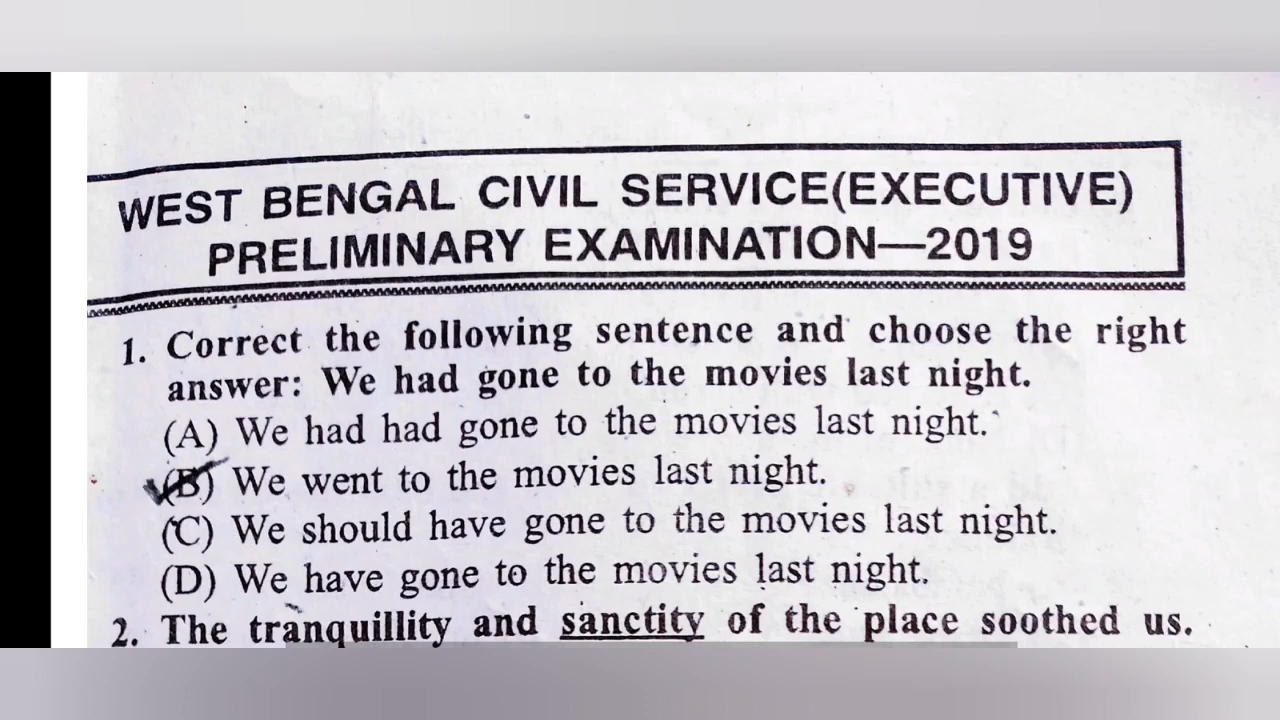 WEST BENGAL CIVIL SERVICE(EXECUTIVE)
PRELIMINARY EXAMINATION—2019
1. Correct the following sentence and choose the right
answer: We had gone to the movies last night.
(A) We had had gone to the movies last night.
(B) We went to the movies last night.
(C) We should have gone to the movies last night.
(D) We have gone to the movies last night.
2. The tranquillity and sanctity of the place soothed us.